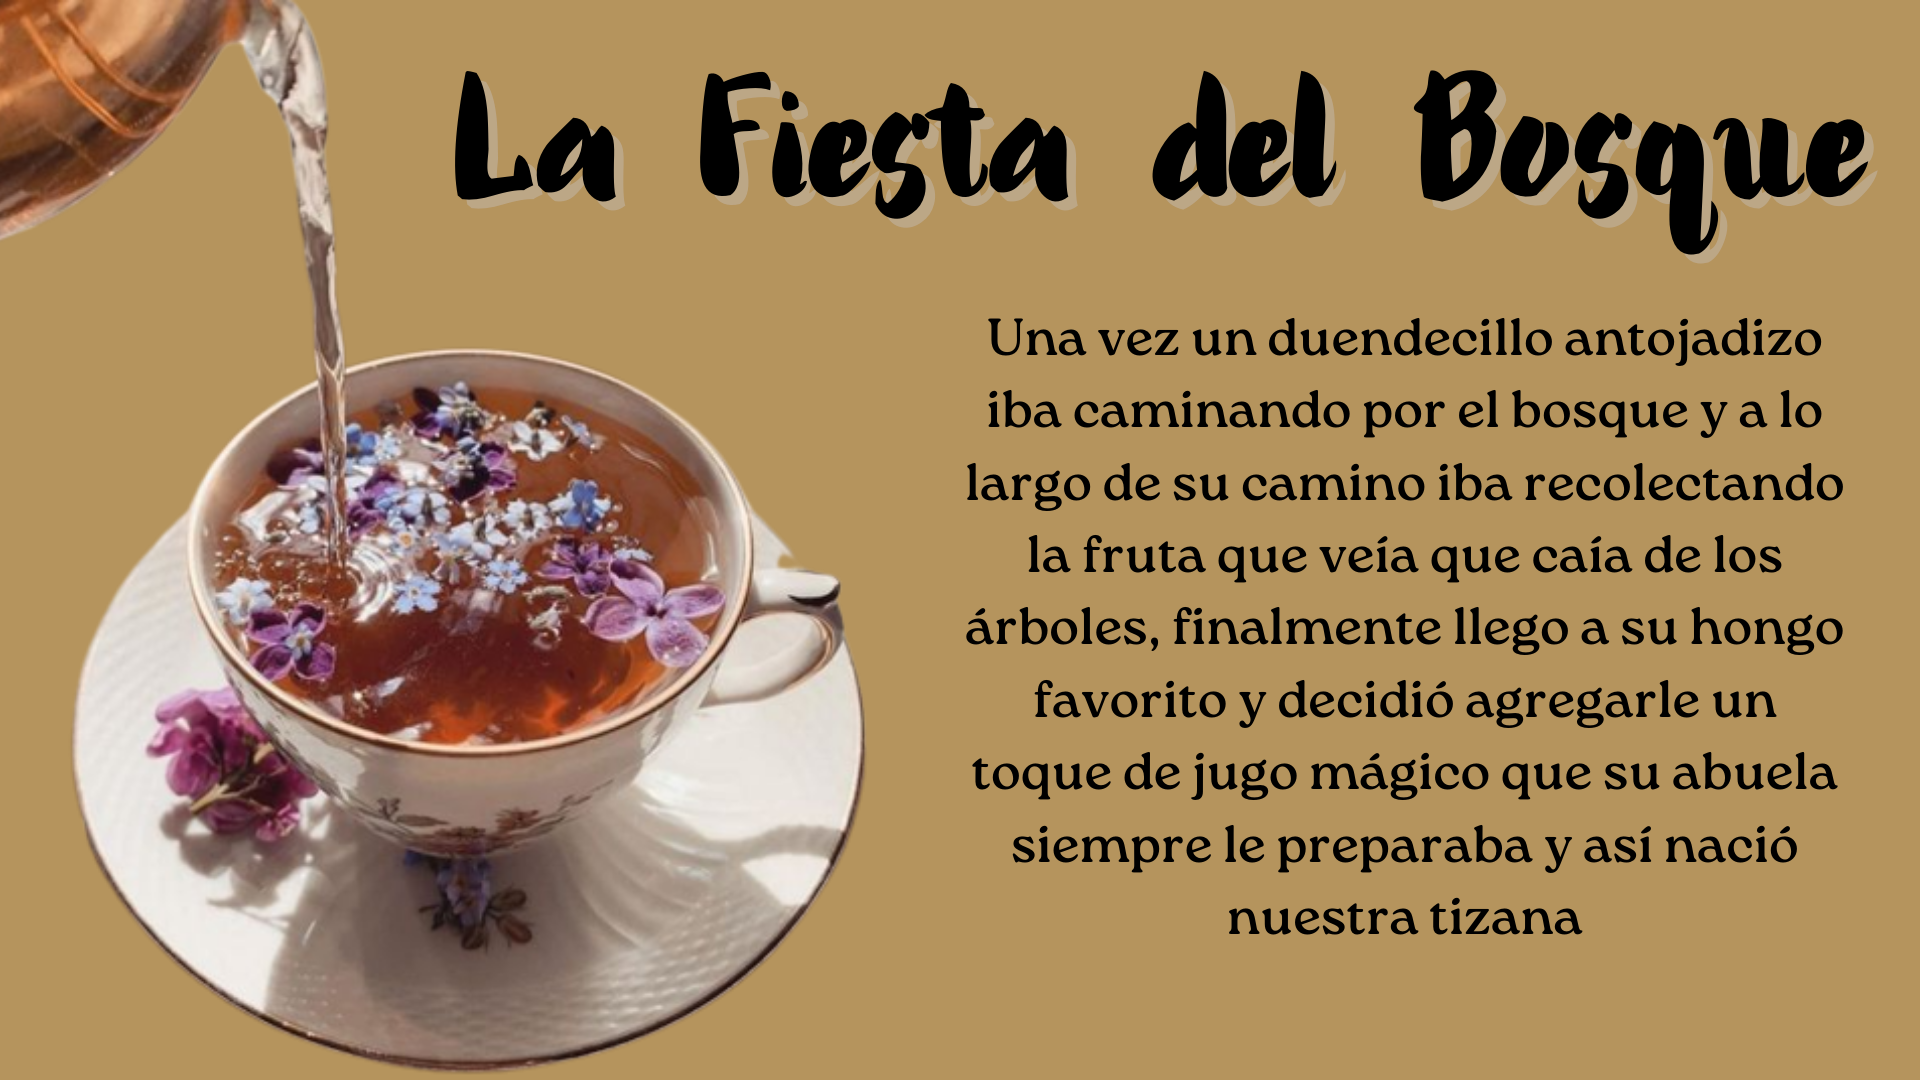 La Fiesta del Bosque
Una vez un duendecillo antojadizo
iba caminando por el bosque y a lo
largo de su camino iba recolectando
la fruta que veía que caía de los
árboles, finalmente llego a su hongo
favorito y decidió agregarle un
toque de jugo mágico que su abuela
siempre le preparaba y así nació
nuestra tizana